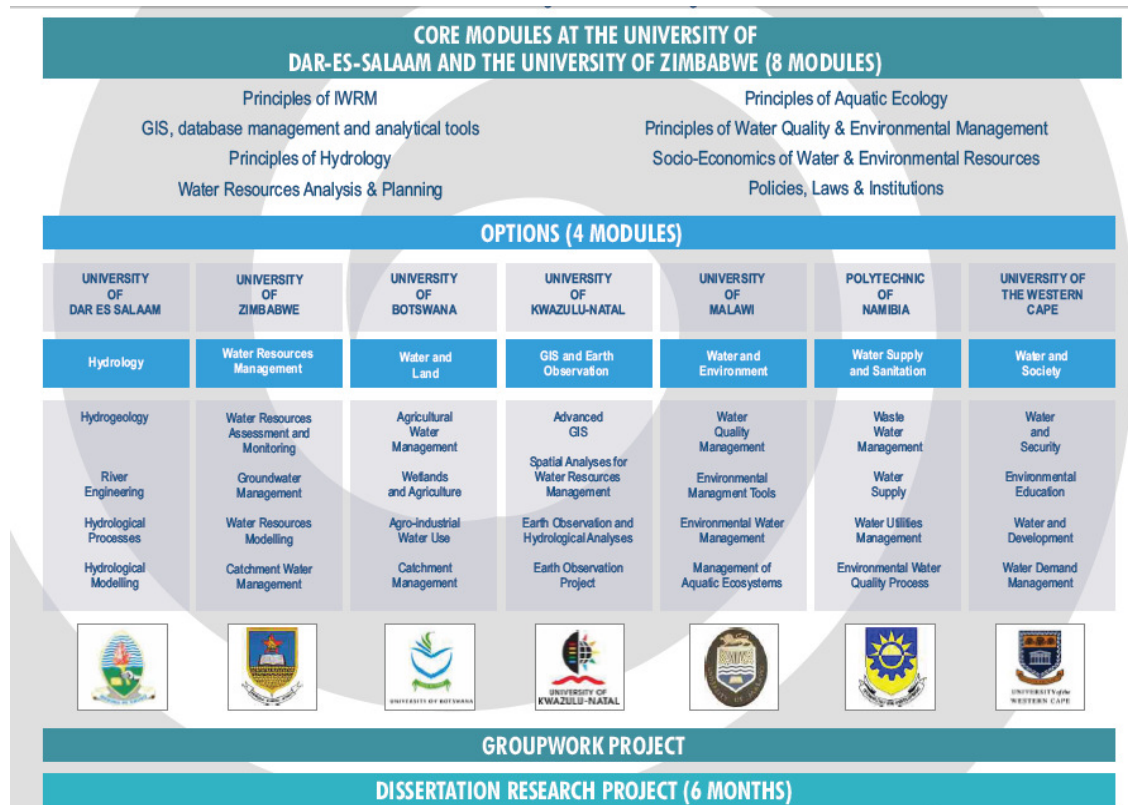 CORE MODULES AT THE UNIVERSITY OF
DAR-ES-SALAAM AND THE UNIVERSITY OF ZIMBABWE (8 MODULES)
Principles of IWRM
GIS, database management and analytical tools
Principles of Hydrology
Water Resources Analysis & Planning
Principles of Aquatic Ecology
Principles of Water Quality & Environmental Management
Socio-Economics of Water & Environmental Resources
Policies, Laws & Institutions
OPTIONS (4 MODULES)
UNIVERSITY
OF
DAR ES SALAAM
Hydrology
Hydrogeology
River
Engineering
Hydrological
Processes
Hydrological
Modelling
UNIVERSITY
OF
ZIMBABWE
Water Resources
Management
Water Resources
Assessment and
Monitoring
Groundwater
Management
Water Resources
Modelling
Catchment Water
Management
UNIVERSITY
OF
BOTSWANA
Water and
Land
Agricultural
Water
Management
Wetlands
and Agriculture
Agro-industrial
Water Use
Catchment
Management
UNIVERSITY OF BOTSWANA
UNIVERSITY
OF
KWAZULU-NATAL
GIS and Earth
Observation
Advanced
GIS
Spatial Analyses for
Water Resources
Management
Earth Observation and
Hydrological Analyses
Earth Observation
Project
UNIVERSITY OF
KWAZULU-NATAL
UNIVERSITY
OF
MALAWI
Water and
Environment
Water
Quality
Management
Environmental
Managment Tools
Environmental Water
Management
Management of
Aquatic Ecosystems
POLYTECHNIC
OF
NAMIBIA
Water Supply
and Sanitation
Waste
Water
Management
Water
Supply
Water Utilities
Management
Environmental Water
Quality Process
UNIVERSITY OF
THE WESTERN
CAPE
Water and
Society
Water
and
Security
Environmental
Education
Water and
Development
Water Demand
Management
UNIVERSITY of the
WESTERN CAPE
GROUPWORK PROJECT
DISSERTATION RESEARCH PROJECT (6 MONTHS)